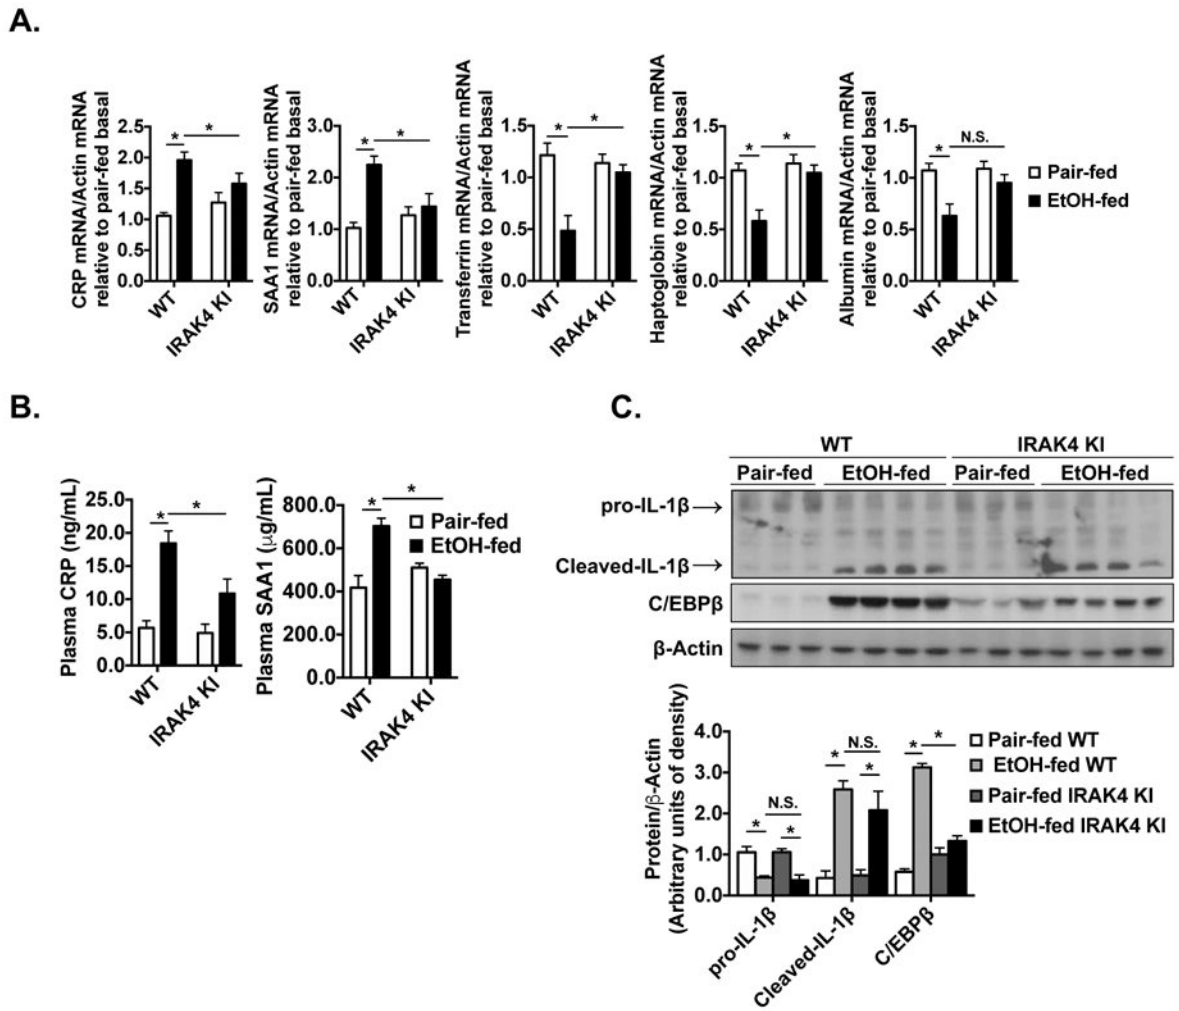 A.
CRP mRNA/Actin mRNA
relative to pair-fed basal
2.5
2.0
1.5
1.0
0.5
0.0
*
*
WT
IRAK4 KI
SAA1 mRNA/Actin mRNA
relative to pair-fed basal
3.0
2.0
1.0
0.0
*
*
WT
IRAK4 KI
Transferrin mRNA/Actin mRNA
relative to pair-fed basal
1.5
1.0
0.5
0.0
*
*
WT
IRAK4 KI
Haptoglobin mRNA/Actin mRNA
relative to pair-fed basal
1.5
1.0
0.5
0.0
*
*
WT
IRAK4 KI
Albumin mRNA/Actin mRNA
relative to pair-fed basal
1.5
1.0
0.5
0.0
*
N.S.
WT
IRAK4 KI
Pair-fed
EtOH-fed
B.
Plasma CRP (ng/mL)
25.0
20.0
15.0
10.0
5.0
0.0
*
*
WT
IRAK4 KI
Plasma SAA1 (µg/mL)
800.0
600.0
400.0
200.0
0.0
*
*
WT
IRAK4 KI
Pair-fed
EtOH-fed
C.
WT IRAK4 KI
Pair-fed EtOH-fed Pair-fed EtOH-fed
pro-IL-1β→
Cleaved-IL-1β→
C/EBPβ
β-Actin
Protein/β-Actin
(Arbitrary units of density)
4.0
3.0
2.0
1.0
0.0
*
N.S.
*
*
N.S.
*
*
*
pro-IL-1β
Cleaved-IL-1β
C/EBPβ
Pair-fed WT
EtOH-fed WT
Pair-fed IRAK4 KI
EtOH-fed IRAK4 KI